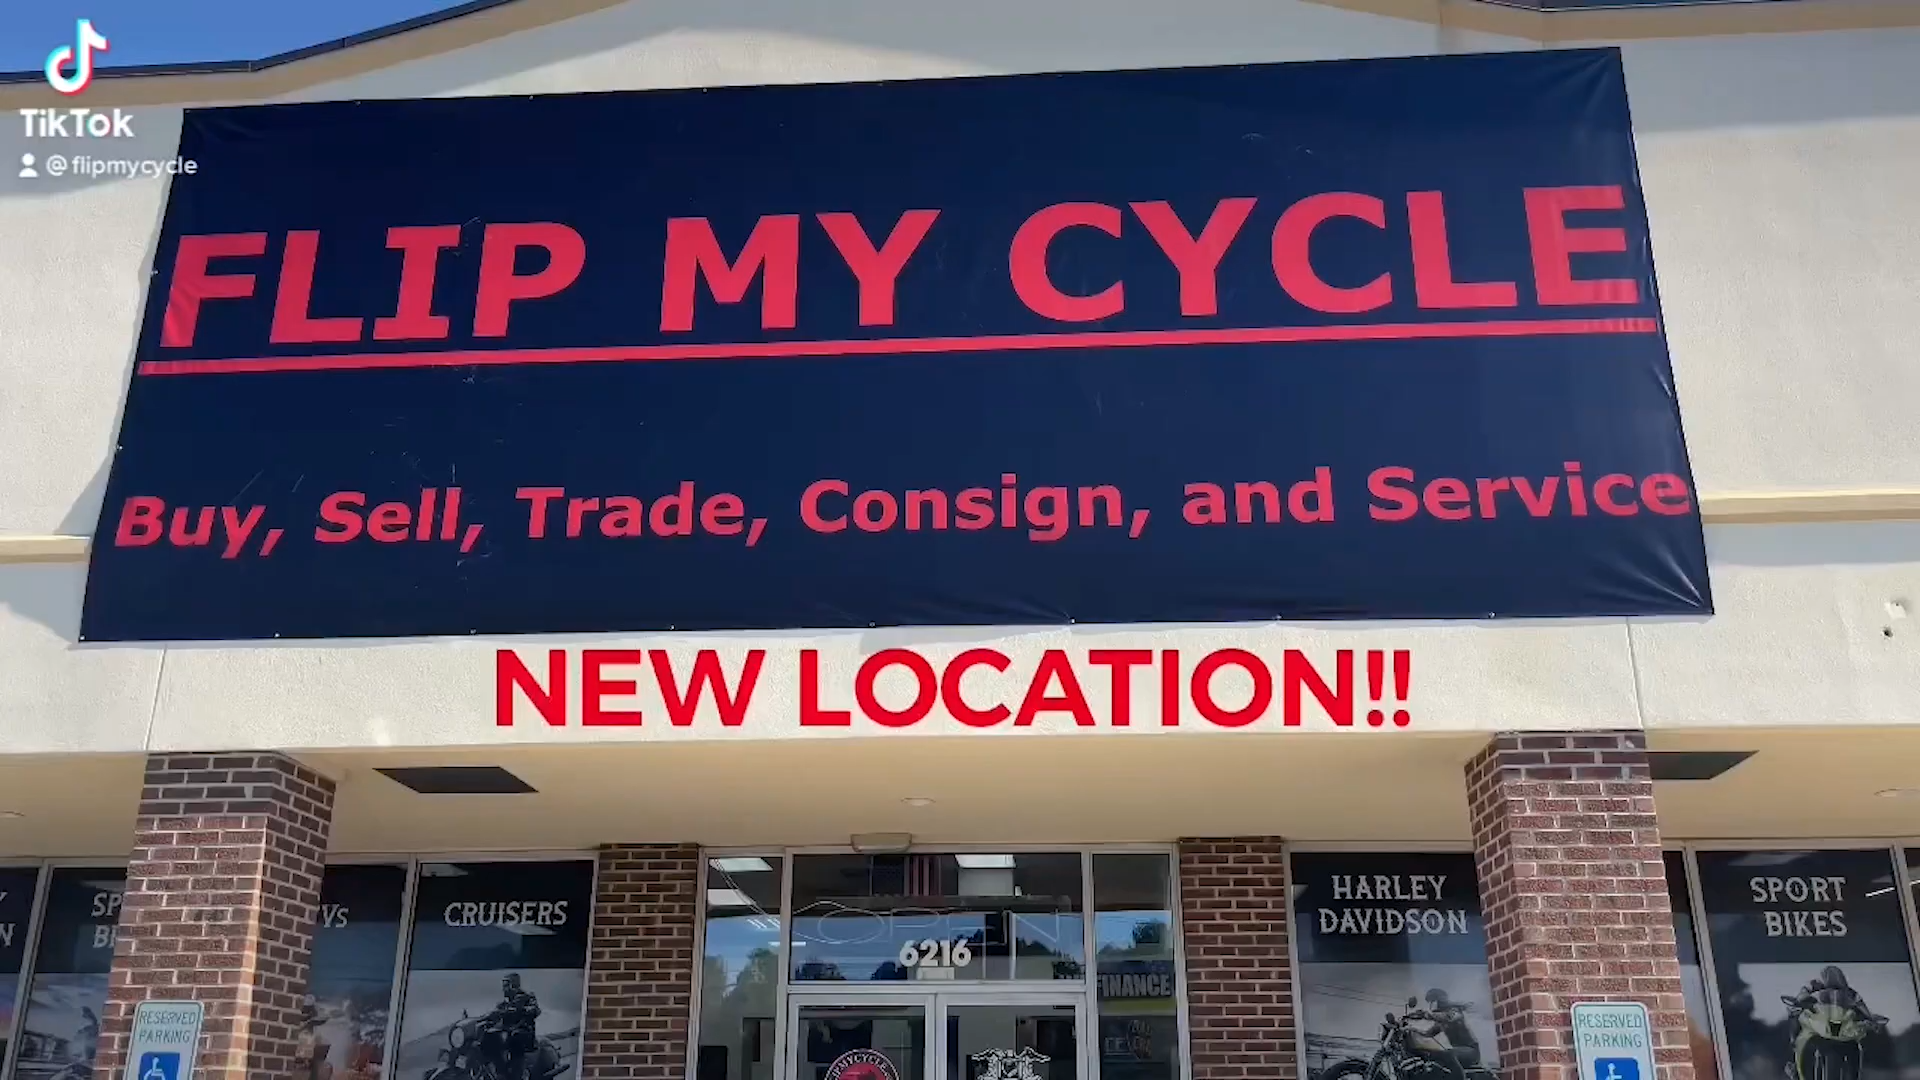 TikTok
@flipmycycle
FLIP MY CYCLE
Buy, Sell, Trade, Consign, and Service
NEW LOCATION!!
CRUISERS
HARLEY
DAVIDSON
SPORT
BIKES
OPEN
6216
FINANCE
RESERVED
PARKING
RESERVED
PARKING